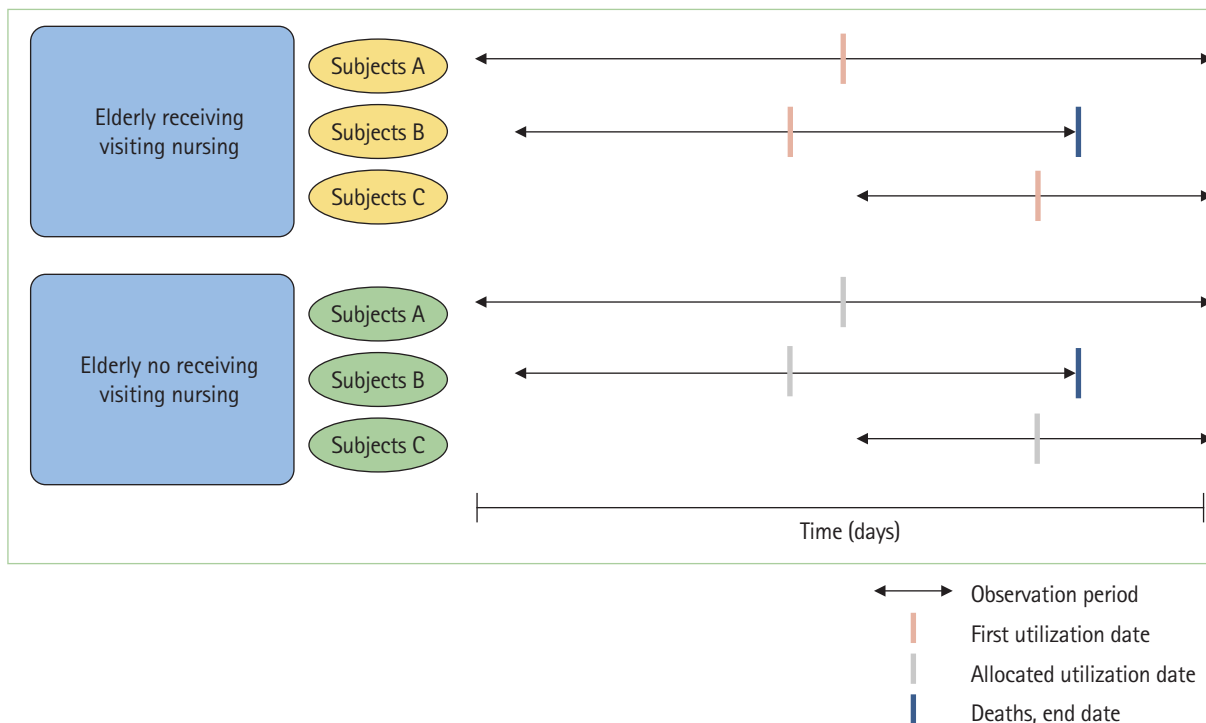 Elderly receiving
visiting nursing
Subjects A
Subjects B
Subjects C
Elderly no receiving
visiting nursing
Subjects A
Subjects B
Subjects C
Time (days)
Observation period
First utilization date
Allocated utilization date
Deaths, end date